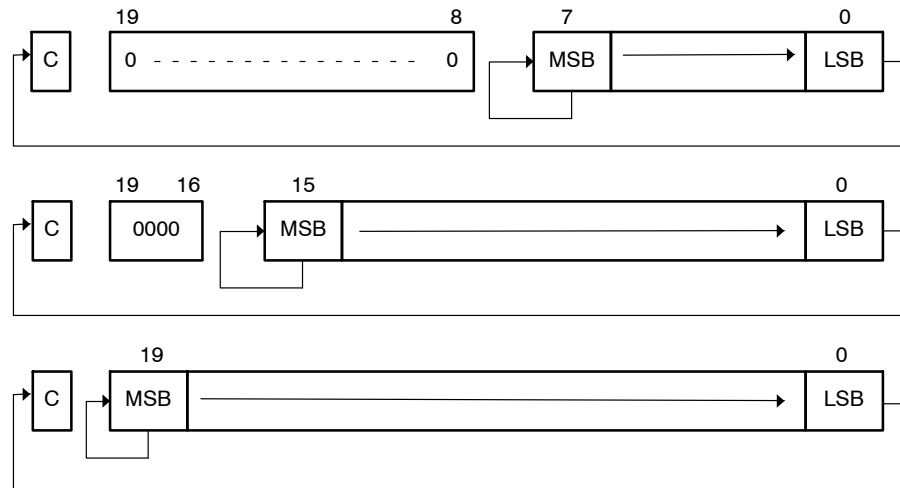 19 8 7 0
C 0 - - - - - - - - - - - - - - - 0 MSB LSB
19 16 15 0
C 0000 MSB LSB
19 0
C MSB LSB